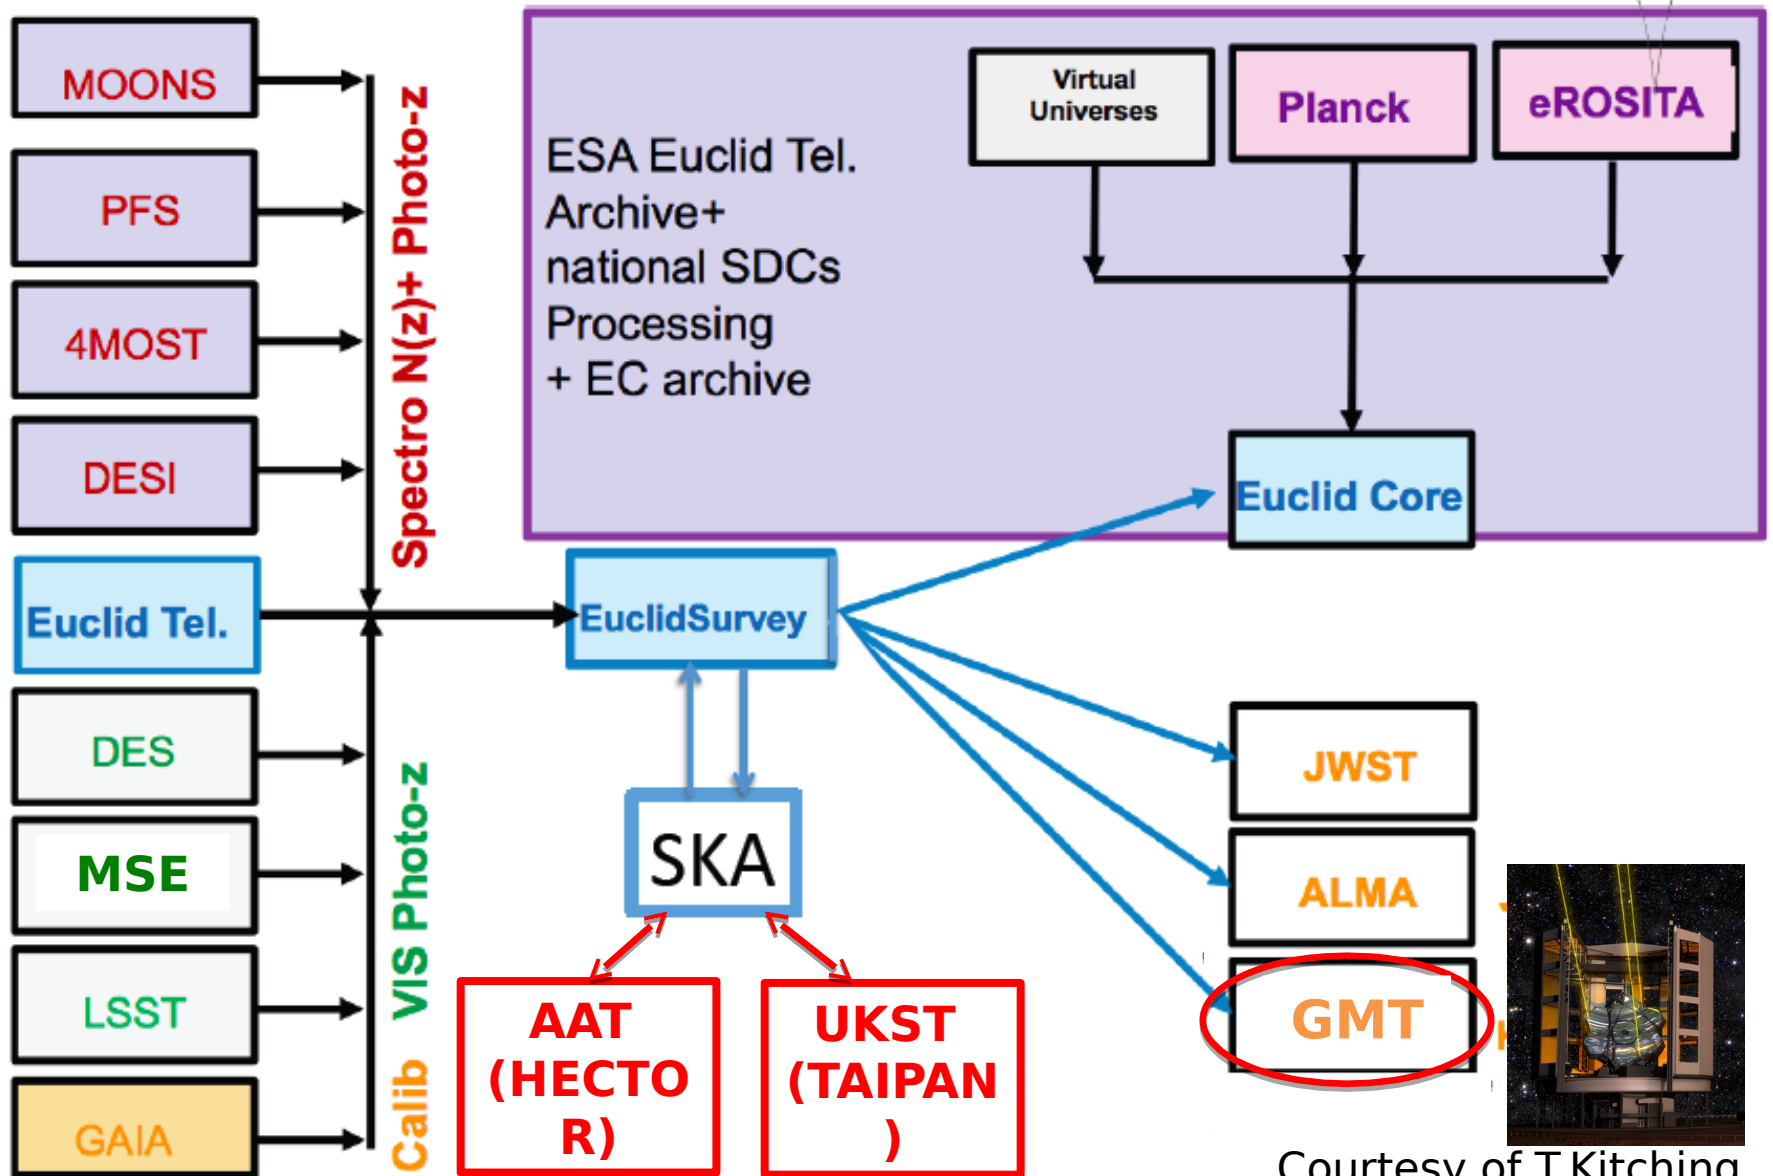 MOONS
PFS
4MOST
DESI
Euclid Tel.
DES
MSE
LSST
GAIA
Spectro N(z)+ Photo-z
VIS Photo-z
Calib
ESA Euclid Tel.
Archive+
national SDCs
Processing
+ EC archive
Virtual
Universes
Planck
eROSITA
Euclid Core
EuclidSurvey
SKA
AAT
(HECTO
R)
UKST
(TAIPAN
)
JWST
ALMA
GMT
Courtesy of T.Kitching